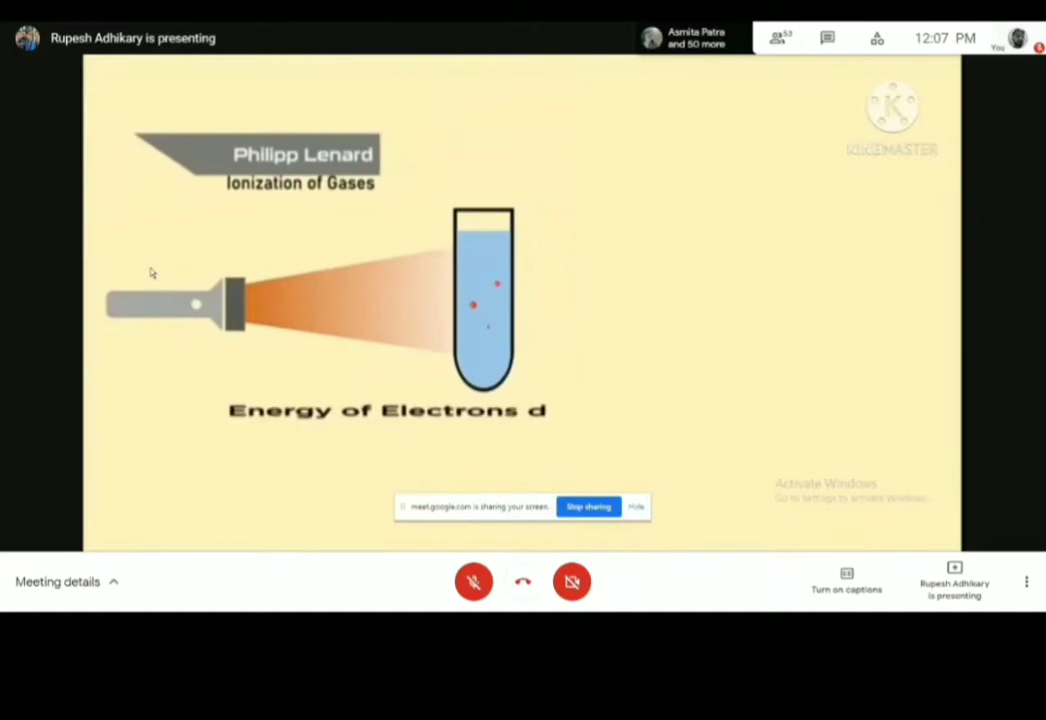 Rupesh Adhikary is presenting
Asmita Patra
and 50 more
53
12:07 PM
You
K
KINEMASTER
Philipp Lenard
Ionization of Gases
Energy of Electrons d
Activate Windows
Go to Settings to activate Windows.
meet.google.com is sharing your screen.
Stop sharing
Hide
Meeting details
Turn on captions
Rupesh Adhikary
is presenting